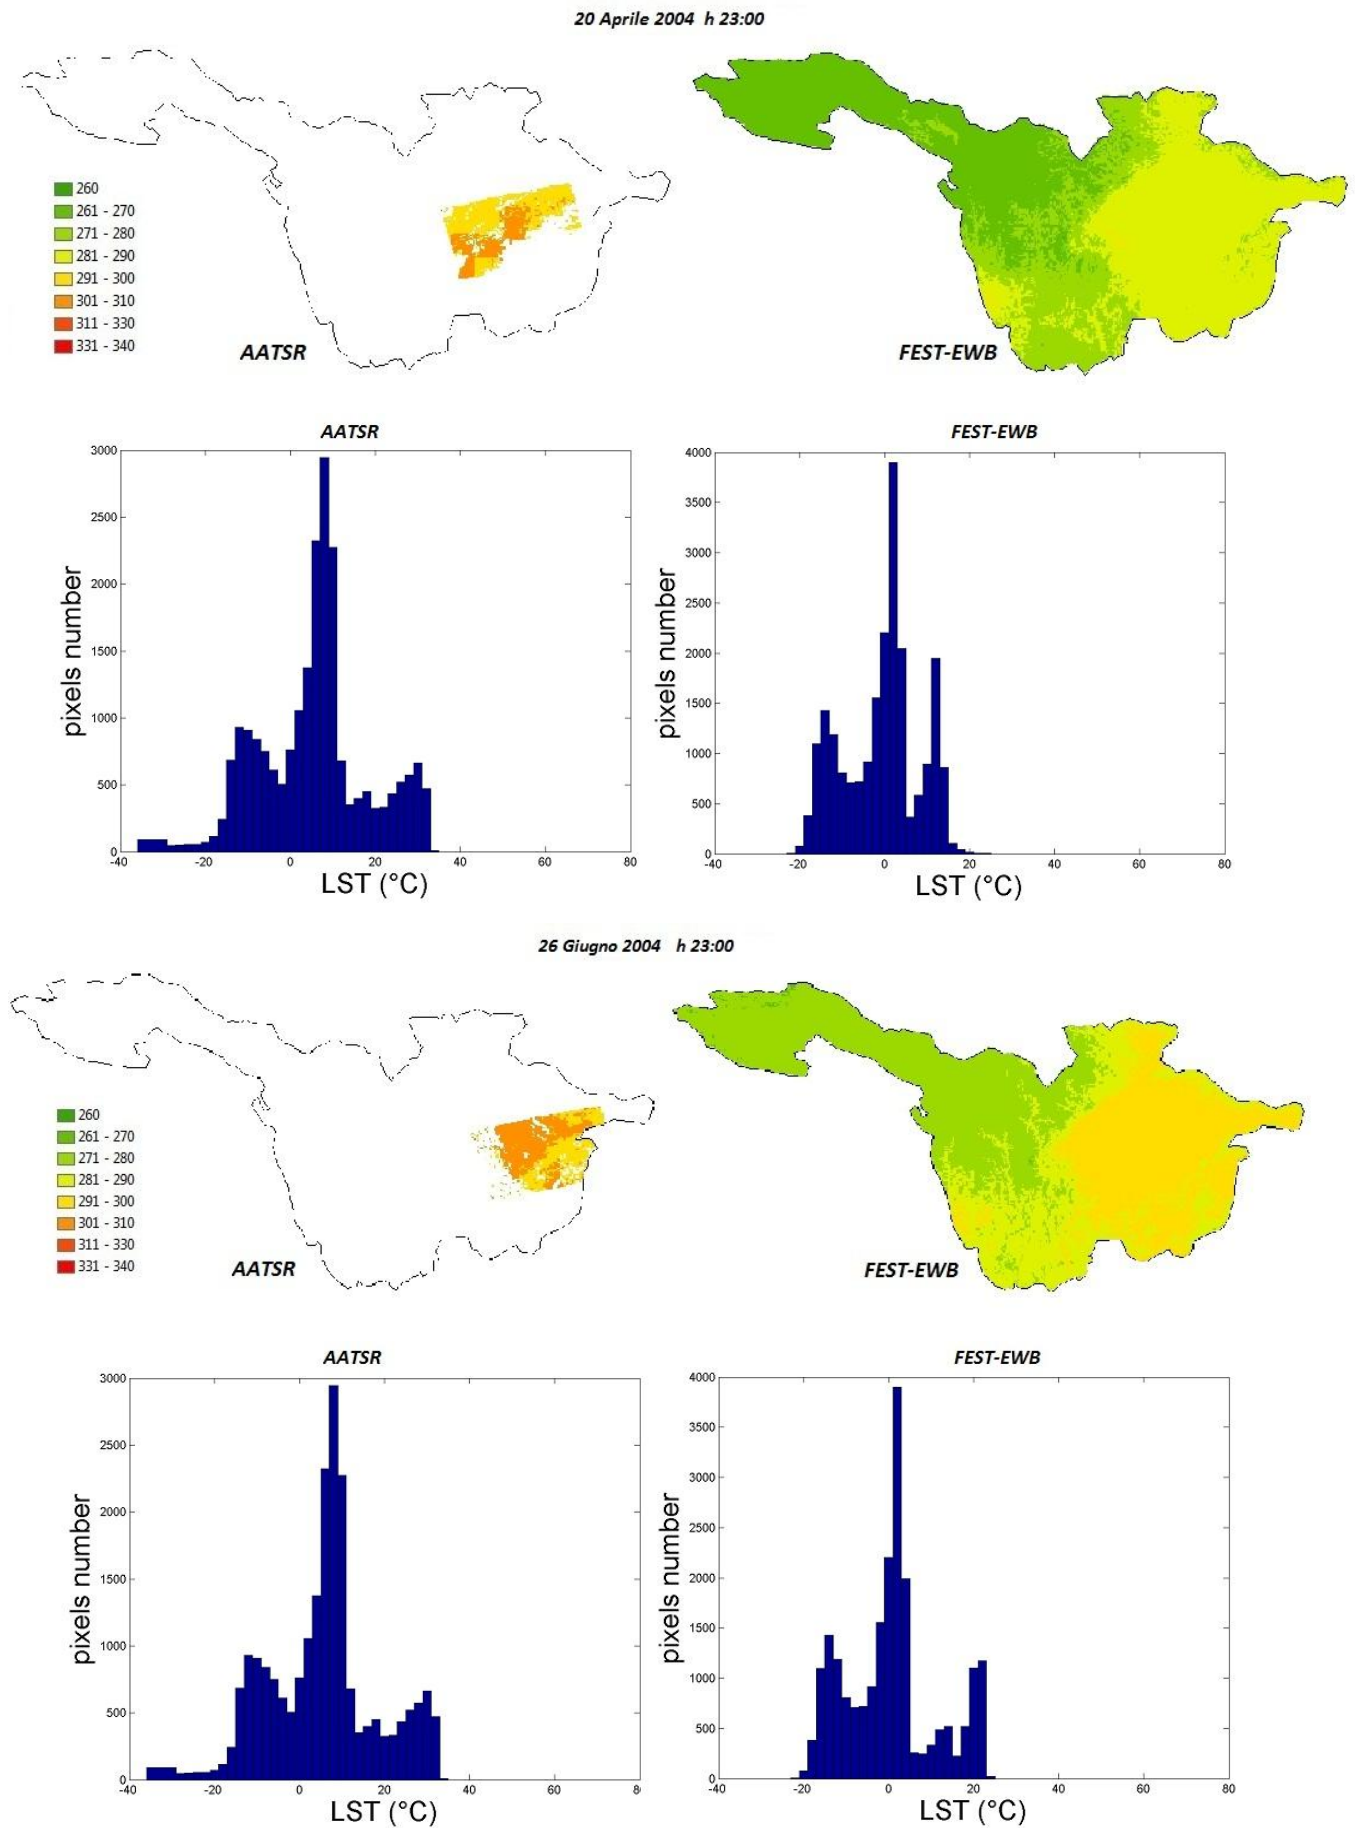 20 Aprile 2004 h 23:00
260
261 - 270
271 - 280
281 - 290
291 - 300
301 - 310
311 - 330
331 - 340
AATSR
FEST-EWB
AATSR
3000
2500
2000
1500
1000
500
0
pixels number
-40 -20 0 20 40 60 80
LST (°C)
FEST-EWB
4000
3500
3000
2500
2000
1500
1000
500
0
pixels number
-40 -20 0 20 40 60 80
LST (°C)
26 Giugno 2004 h 23:00
260
261 - 270
271 - 280
281 - 290
291 - 300
301 - 310
311 - 330
331 - 340
AATSR
FEST-EWB
AATSR
3000
2500
2000
1500
1000
500
0
pixels number
-40 -20 0 20 40 60 8
LST (°C)
FEST-EWB
4000
3500
3000
2500
2000
1500
1000
500
0
pixels number
-40 -20 0 20 40 60 80
LST (°C)